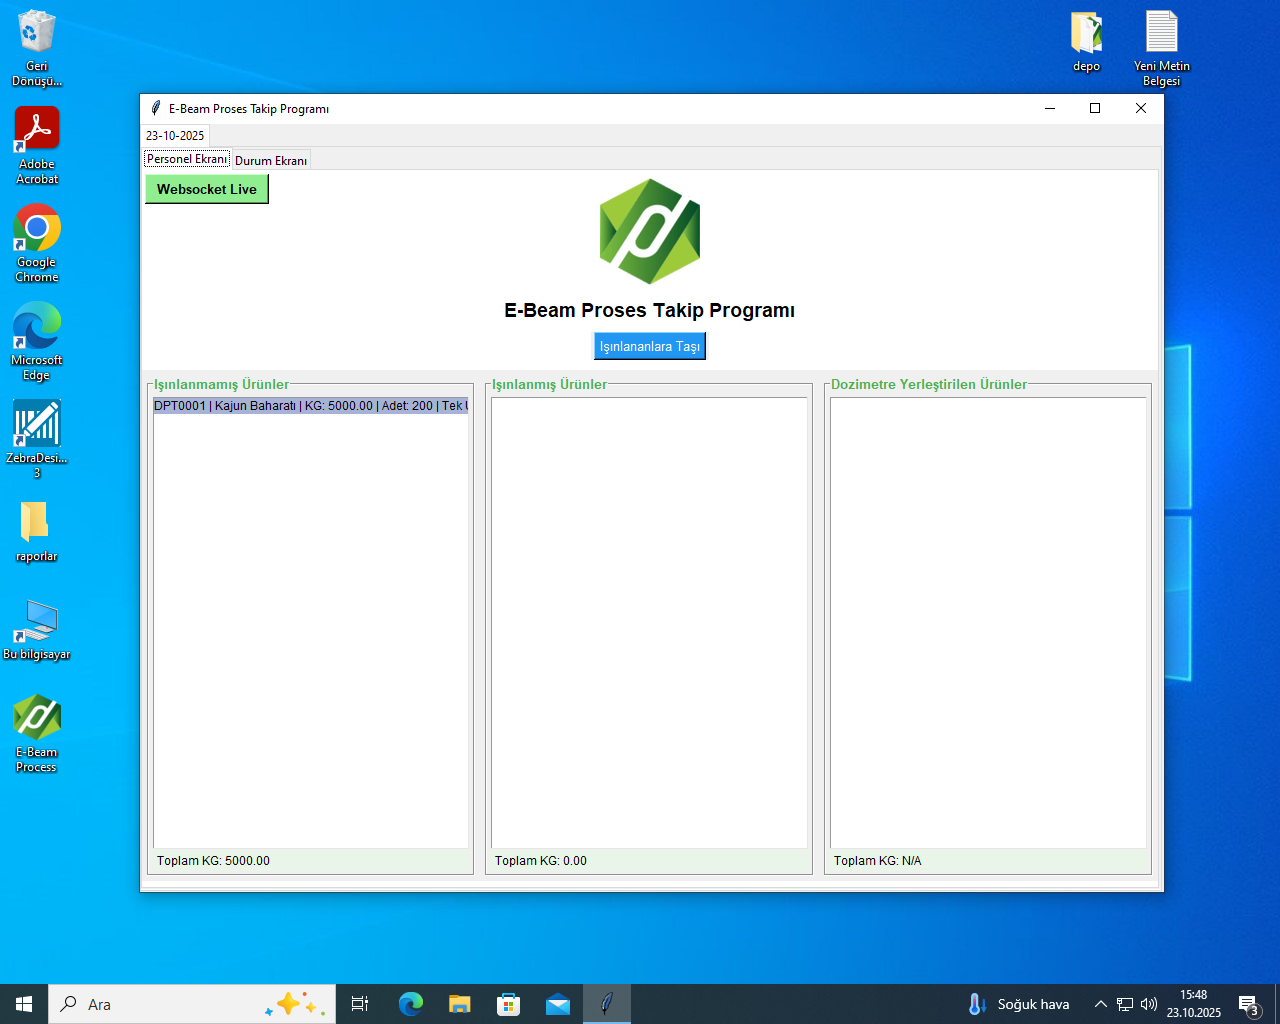 Geri
Dönüşü...
Adobe
Acrobat
Google
Chrome
Microsoft
Edge
ZebraDesi...
3
raporlar
Bu bilgisayar
E-Beam
Process
depo
Yeni Metin
Belgesi
E-Beam Proses Takip Programı
23-10-2025
Personel Ekranı
Durum Ekranı
Websocket Live
E-Beam Proses Takip Programı
Işınlananlara Taşı
Işınlanmamış Ürünler
DPT0001 | Kajun Baharatı | KG: 5000.00 | Adet: 200 | Tek
Toplam KG: 5000.00
Işınlanmış Ürünler
Toplam KG: 0.00
Dozimetre Yerleştirilen Ürünler
Toplam KG: N/A
Ara
Soğuk hava
15:48
23.10.2025
3